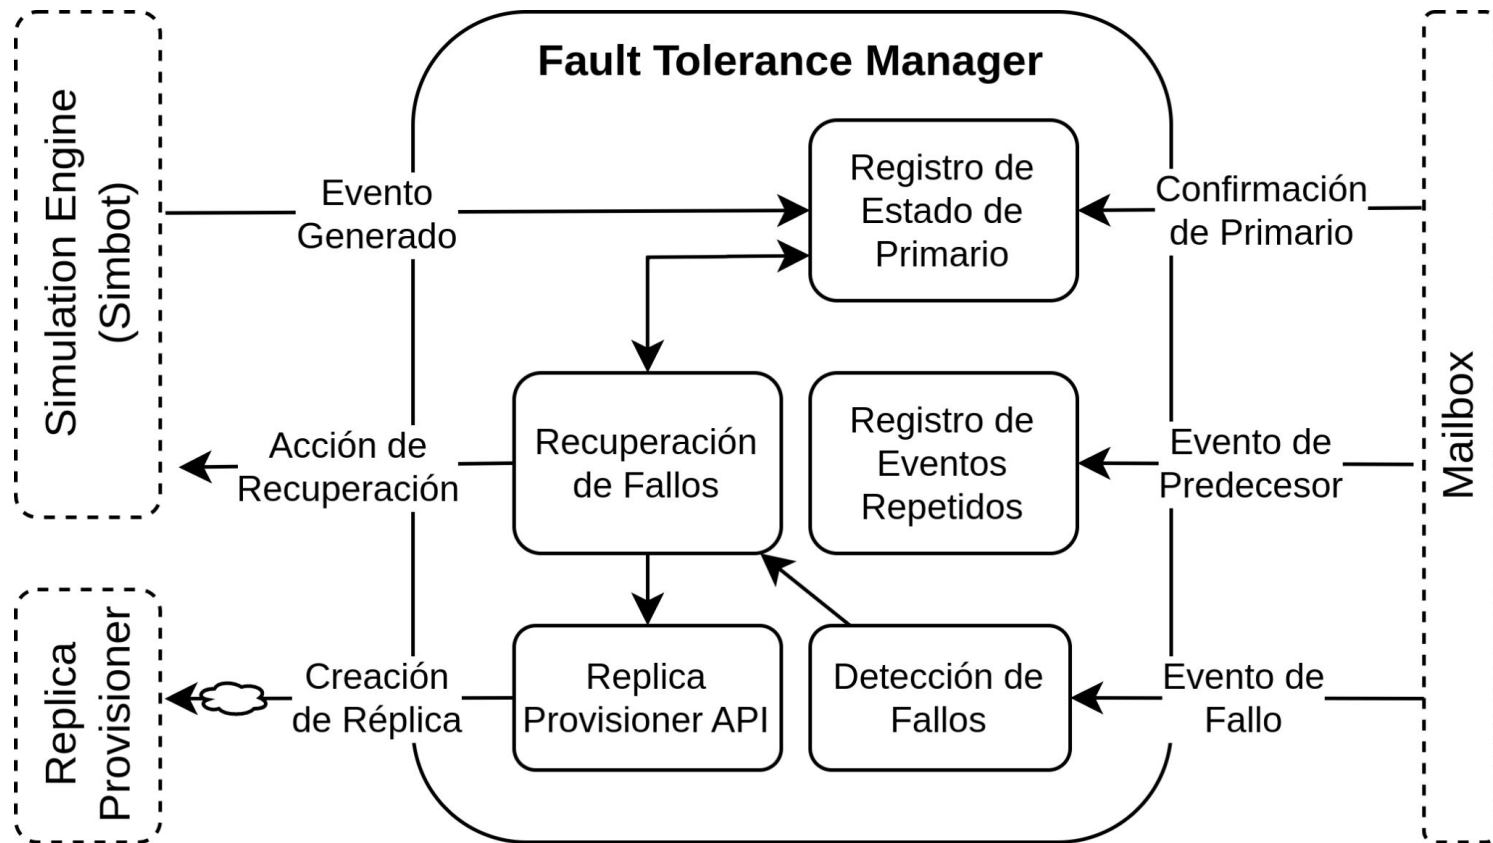 Fault Tolerance Manager
Simulation Engine
(Simbot)
Evento
Generado
Registro de
Estado de
Primario
Confirmación
de Primario
Acción de
Recuperación
Recuperación
de Fallos
Registro de
Eventos
Repetidos
Evento de
Predecesor
Mailbox
Replica
Provisioner
Creación
de Réplica
Replica
Provisioner API
Detección de
Fallos
Evento de
Fallo